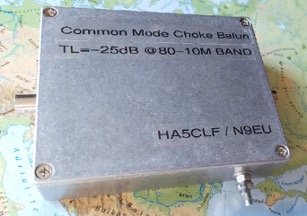 Common Mode Choke Balun
TL=-25dB @80-10M BAND
HA5CLF / N9EU